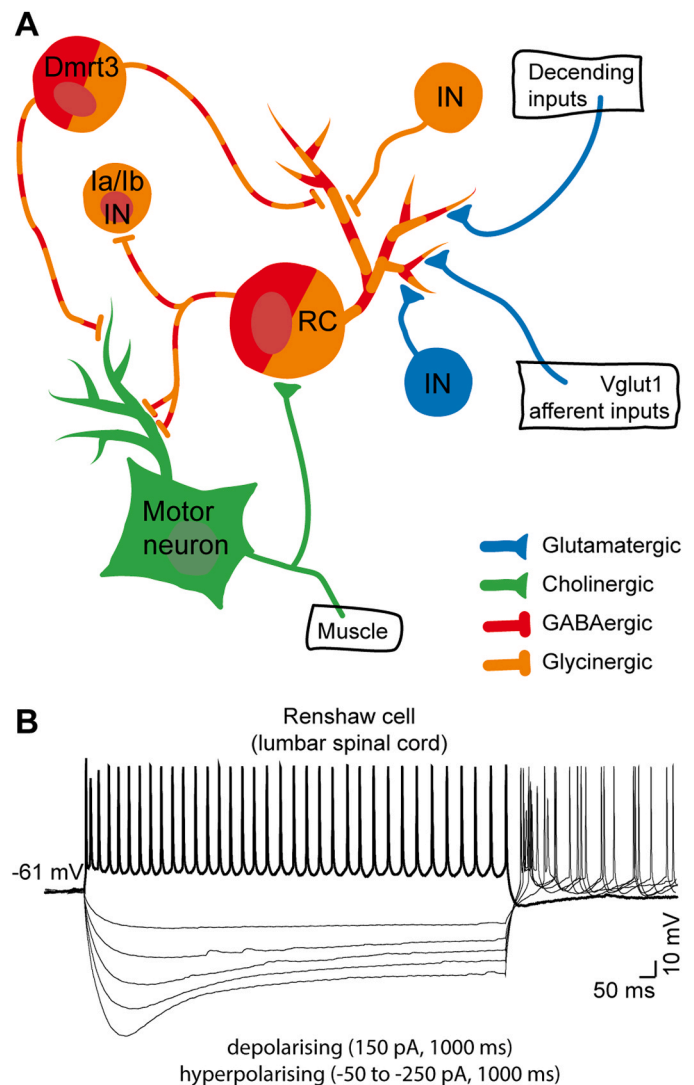 A
Dmrt3
IN
Decending
inputs
Ia/Ib
IN
RC
IN
Vglut1
afferent inputs
Motor
neuron
Muscle
Glutamatergic
Cholinergic
GABAergic
Glycinergic
B
Renshaw cell
(lumbar spinal cord)
-61 mV
10 mV
50 ms
depolarising (150 pA, 1000 ms)
hyperpolarising (-50 to -250 pA, 1000 ms)